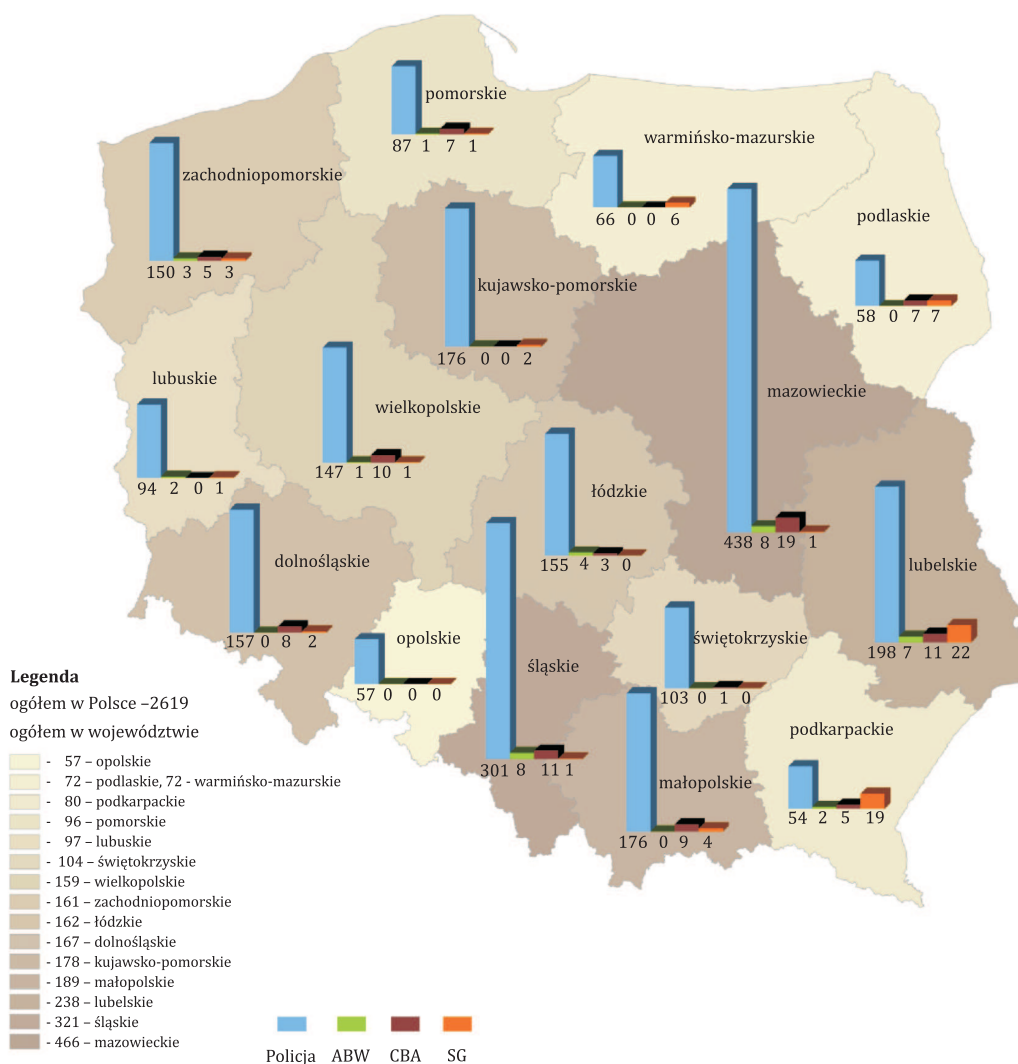 pomorskie
87 1 7 1
warmińsko-mazurskie
66 0 0 6
zachodniopomorskie
150 3 5 3
podlaskie
58 0 7 7
kujawsko-pomorskie
176 0 0 2
lubuskie
94 2 0 1
wielkopolskie
147 1 10 1
mazowieckie
438 8 19 1
łódzkie
155 4 3 0
dolnośląskie
157 0 8 2
lubelskie
198 7 11 22
opolskie
57 0 0 0
śląskie
301 8 11 1
świętokrzyskie
103 0 1 0
małopolskie
176 0 9 4
podkarpackie
54 2 5 19
Legenda
ogółem w Polsce –2619
ogółem w województwie
- 57 – opolskie
- 72 – podlaskie, 72 - warmińsko-mazurskie
- 80 – podkarpackie
- 96 – pomorskie
- 97 – lubuskie
- 104 – świętokrzyskie
- 159 – wielkopolskie
- 161 – zachodniopomorskie
- 162 – łódzkie
- 167 – dolnośląskie
- 178 – kujawsko-pomorskie
- 189 – małopolskie
- 238 – lubelskie
- 321 – śląskie
- 466 – mazowieckie
Policja ABW CBA SG